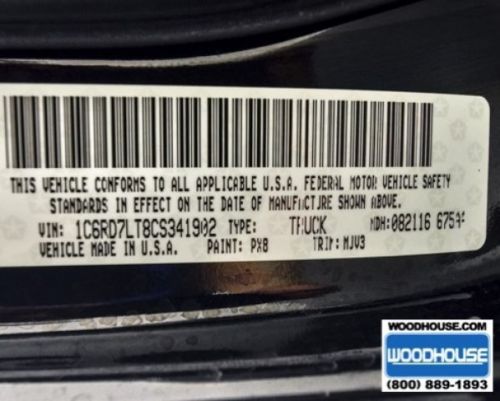 THIS VEHICLE CONFORMS TO ALL APPLICABLE U.S.A. FEDERAL MOTOR VEHICLE SAFETY
STANDARDS IN EFFECT ON THE DATE OF MANUFACTURE SHOWN ABOVE.
VIN: 1C6RD7LT8CS341902 TYPE: TRUCK MDH: 082116 675AF
VEHICLE MADE IN U.S.A. PAINT: PX8 TRIM: MJV3
WOODHOUSE.COM
WOODHOUSE
(800) 889-1893